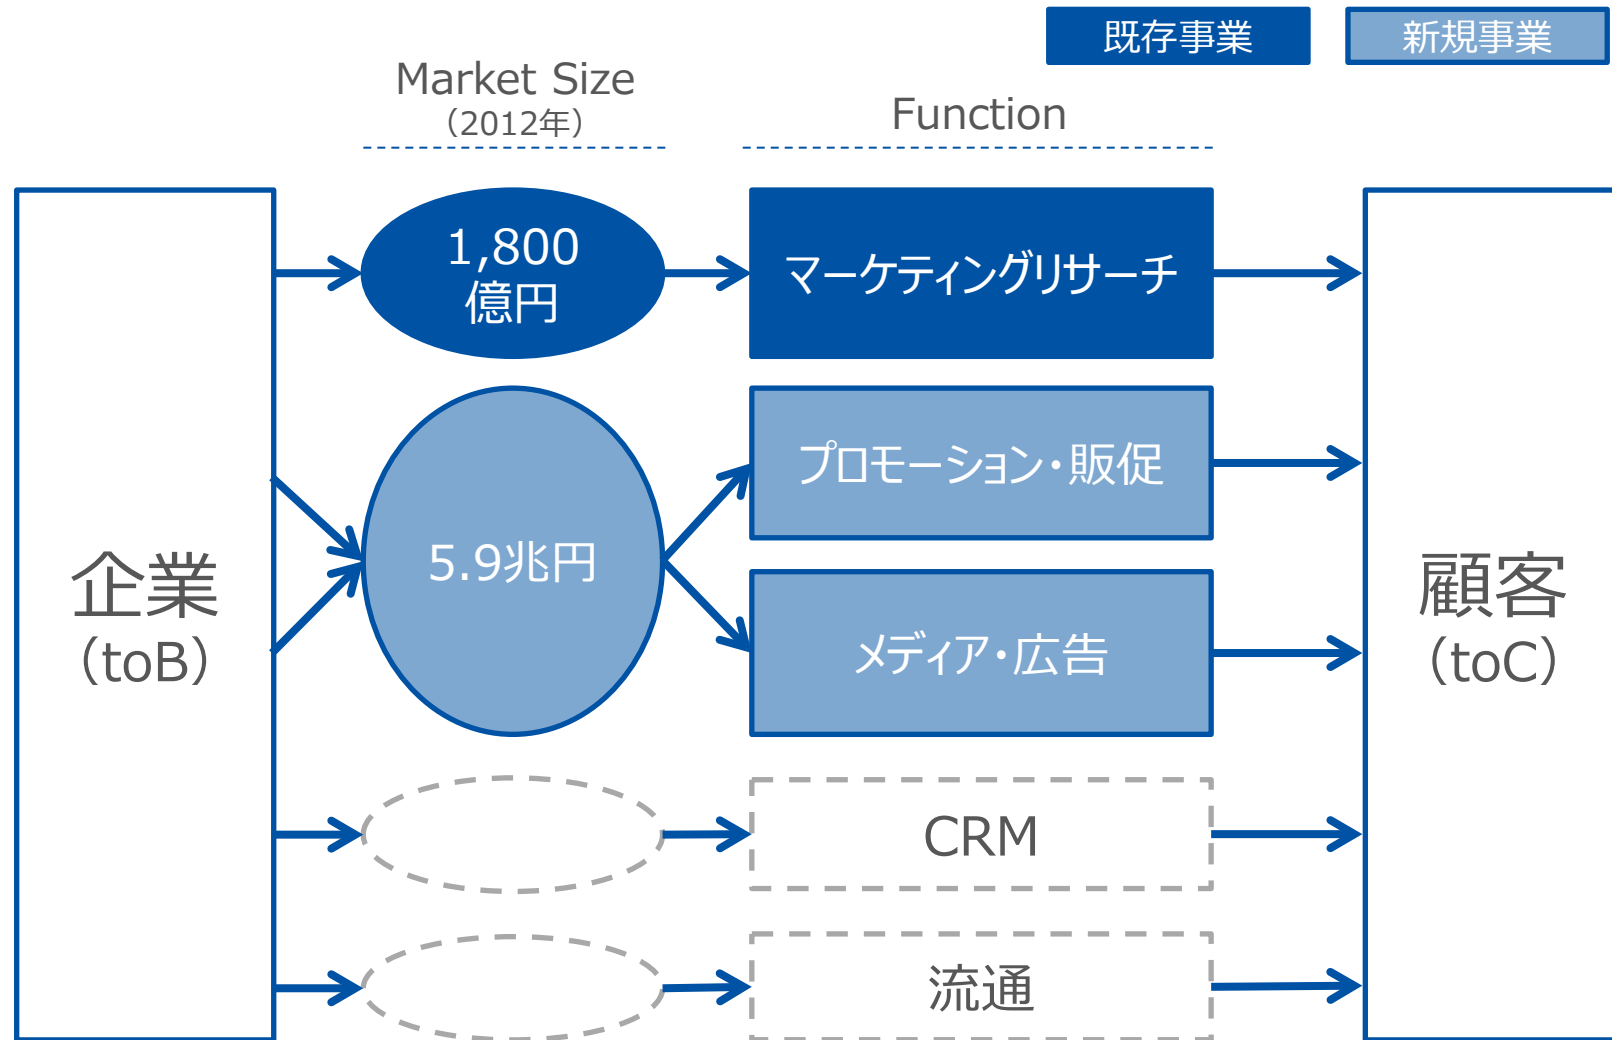 既存事業
新規事業
Market Size
（2012年）
Function
1,800
億円
マーケティングリサーチ
プロモーション・販促
5.9兆円
メディア・広告
企業
（toB）
顧客
（toC）
CRM
流通